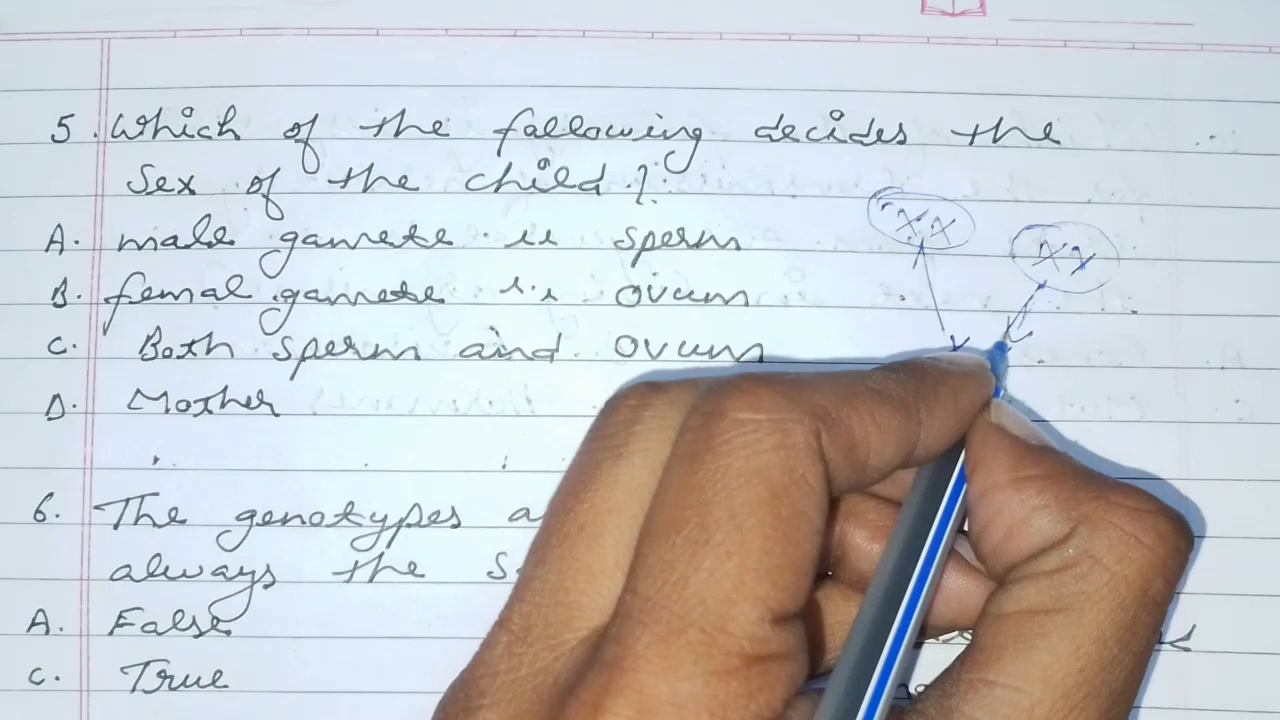 5. Which of the following decides the
Sex of the child ?
A. male gamete i.e sperm
B. femal gamete i.e ovum
C. Both sperm and ovum
D. Mother
XX
XY
6. The genotypes
always the
A. False
C. True